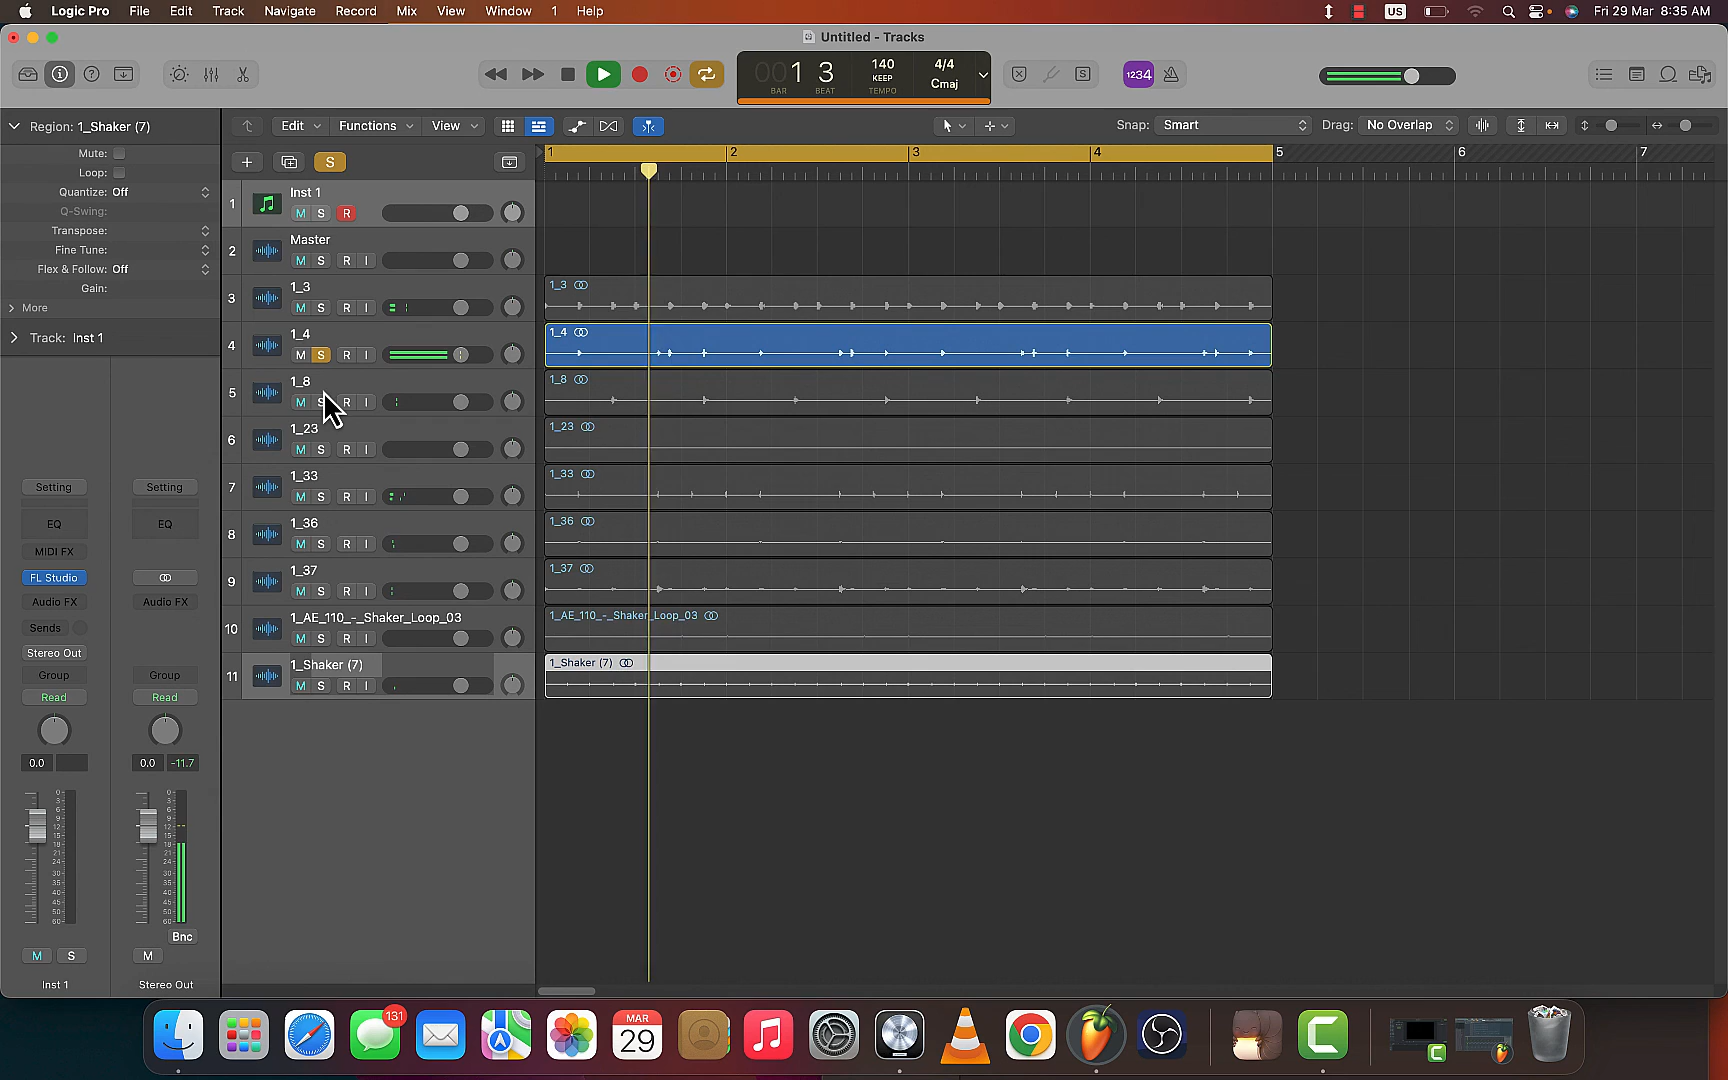 Logic Pro File Edit Track Navigate Record Mix View Window 1 Help
US Fri 29 Mar 8:35 AM
Untitled - Tracks
001 3
BAR BEAT
140
KEEP
TEMPO
4/4
Cmaj
S
1234
Region: 1_Shaker (7)
Mute:
Loop:
Quantize: Off
Q-Swing:
Transpose:
Fine Tune:
Flex & Follow: Off
Gain:
More
Track: Inst 1
Edit Functions View
Snap: Smart
Drag: No Overlap
S
1 2 3 4 5 6 7
1 Inst 1
M S R
2 Master
M S R I
3 1_3
M S R I
4 1_4
M S R I
5 1_8
M S R I
6 1_23
M S R I
7 1_33
M S R I
8 1_36
M S R I
9 1_37
M S R I
10 1_AE_110_-_Shaker_Loop_03
M S R I
11 1_Shaker (7)
M S R I
1_3
1_4
1_8
1_23
1_33
1_36
1_37
1_AE_110_-_Shaker_Loop_03
1_Shaker (7)
Setting Setting
EQ EQ
MIDI FX
FL Studio
Audio FX Audio FX
Sends
Stereo Out
Group Group
Read Read
0.0 0.0 -11.7
Bnc
M S M
Inst 1 Stereo Out
131
MAR
29